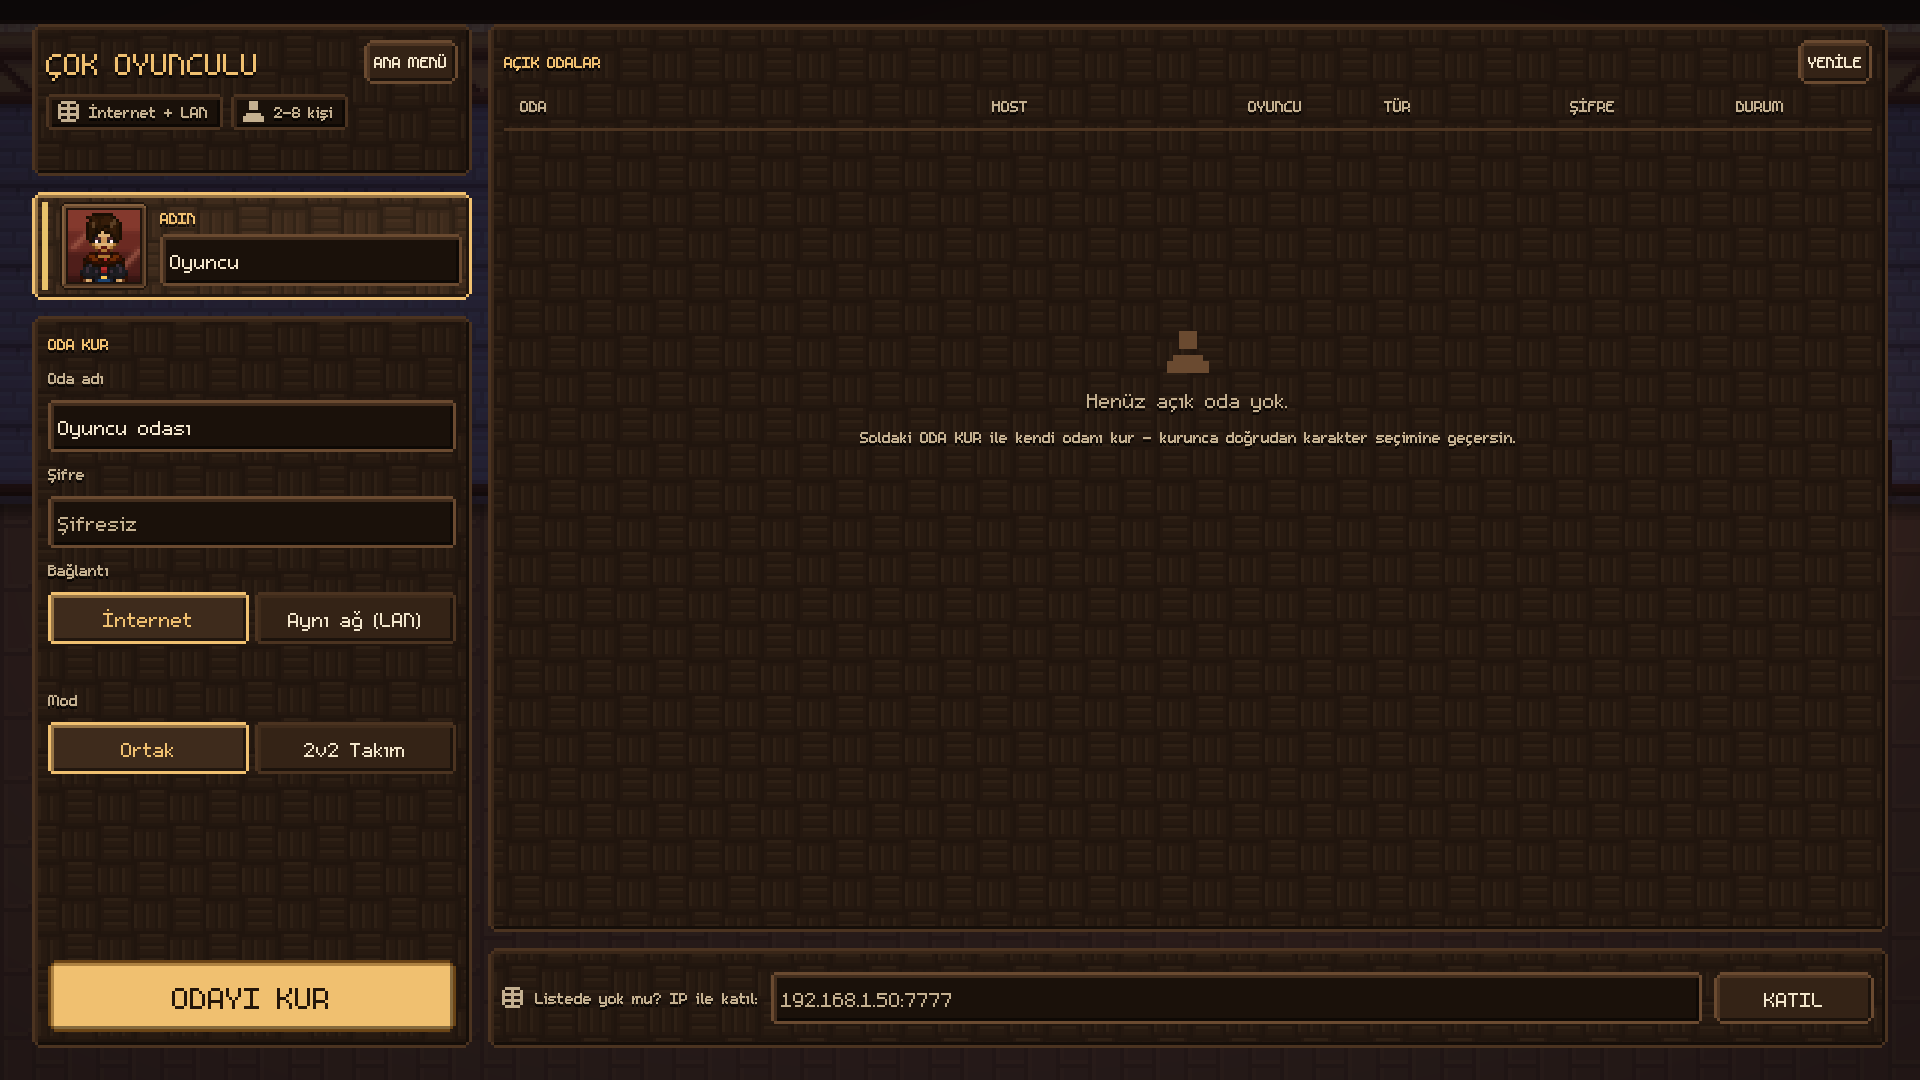 ÇOK OYUNCULU
ANA MENÜ
İnternet + LAN
2-8 kişi
ADIN
Oyuncu
ODA KUR
Oda adı
Oyuncu odası
Şifre
Şifresiz
Bağlantı
İnternet
Aynı ağ (LAN)
Mod
Ortak
2v2 Takım
ODAYI KUR
AÇIK ODALAR
YENİLE
ODA HOST OYUNCU TÜR ŞİFRE DURUM
Henüz açık oda yok.
Soldaki ODA KUR ile kendi odanı kur – kurunca doğrudan karakter seçimine geçersin.
Listede yok mu? IP ile katıl:
192.168.1.50:7777
KATIL